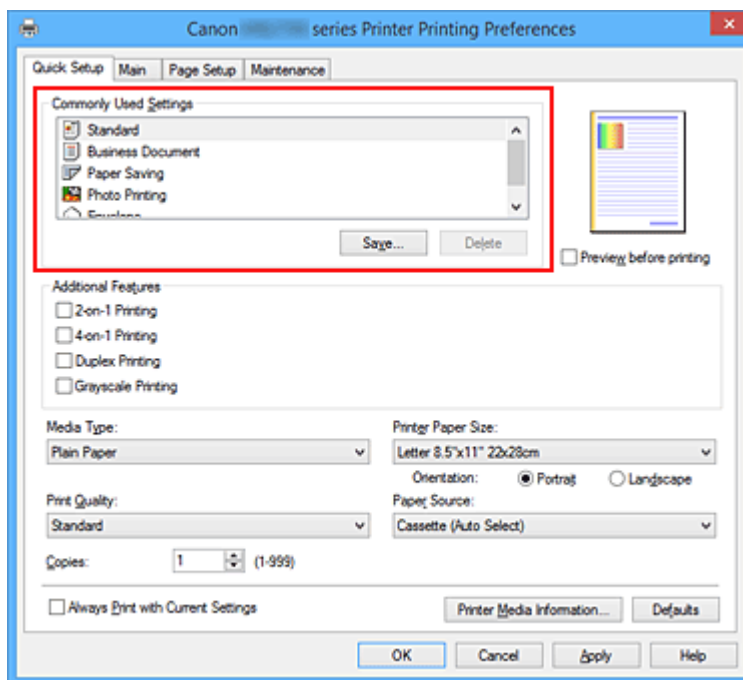 Canon series Printer Printing Preferences
Quick Setup Main Page Setup Maintenance
Commonly Used Settings
Standard
Business Document
Paper Saving
Photo Printing
Envelope
Save... Delete
Preview before printing
Additional Features
2-on-1 Printing
4-on-1 Printing
Duplex Printing
Grayscale Printing
Media Type: Printer Paper Size:
Plain Paper Letter 8.5"x11" 22x28cm
Orientation: Portrait Landscape
Print Quality: Paper Source:
Standard Cassette (Auto Select)
Copies: 1 (1-999)
Always Print with Current Settings Printer Media Information... Defaults
OK Cancel Apply Help